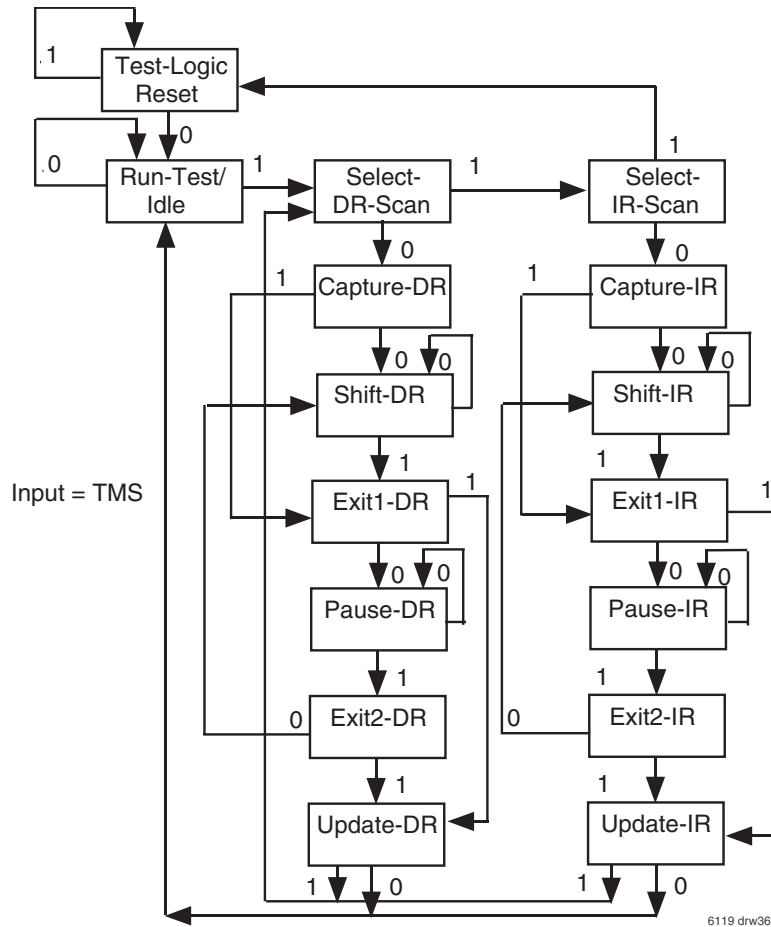 .1
Test-Logic
Reset
0
1
.0
Run-Test/
Idle
1
Select-
DR-Scan
1
Select-
IR-Scan
0
0
1
Capture-DR
1
Capture-IR
0
0
0
0
Shift-DR
Shift-IR
1
1
Input = TMS
Exit1-DR
1
Exit1-IR
1
0
0
0
0
Pause-DR
Pause-IR
1
1
0
Exit2-DR
0
Exit2-IR
1
1
Update-DR
Update-IR
1
0
1
0
6119 drw36